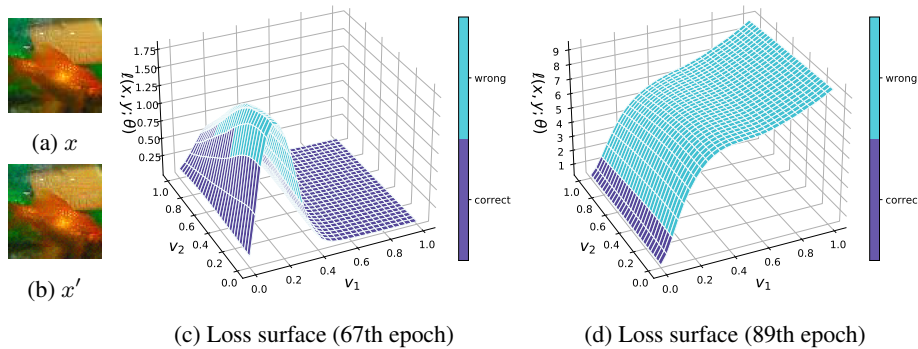 (a) x
(b) x′
1.75
1.50
1.25
1.00
0.75
0.50
0.25
ℓ(x, y; θ)
1.0
0.8
0.6
0.4
0.2
0.0
v₂
0.0
0.2
0.4
0.6
0.8
1.0
v₁
wrong
correct
(c) Loss surface (67th epoch)
9
8
7
6
5
4
3
2
1
ℓ(x, y; θ)
1.0
0.8
0.6
0.4
0.2
0.0
v₂
0.0
0.2
0.4
0.6
0.8
1.0
v₁
wrong
correc
(d) Loss surface (89th epoch)